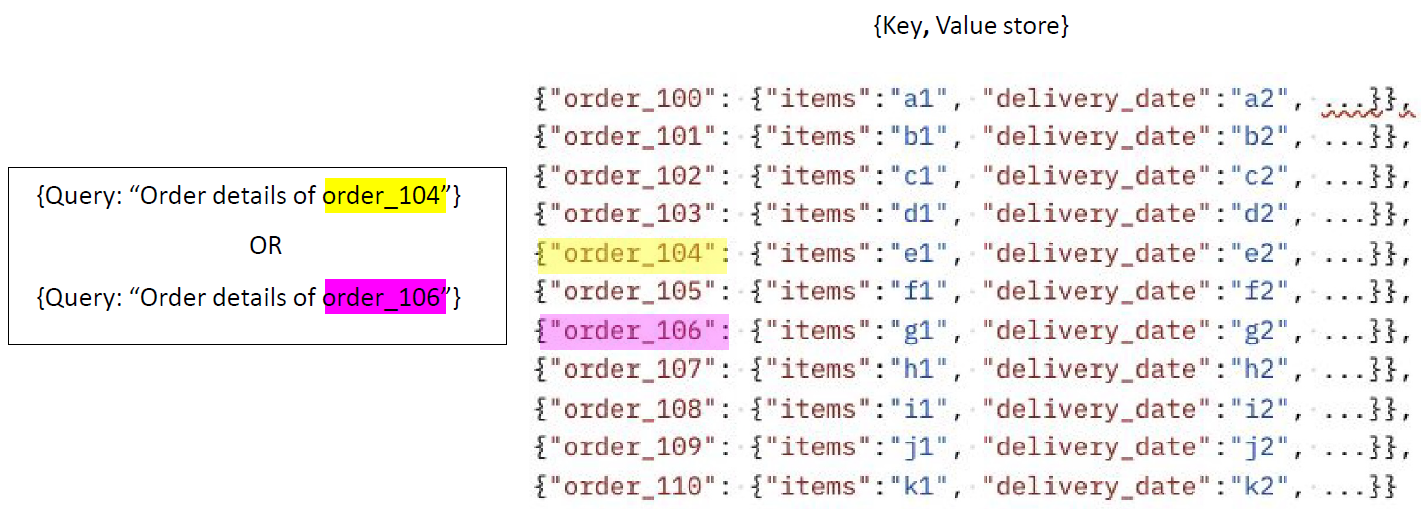 {Key, Value store}
{Query: “Order details of order_104”}
OR
{Query: “Order details of order_106”}
{"order_100": {"items":"a1", "delivery_date":"a2", ...}},
{"order_101": {"items":"b1", "delivery_date":"b2", ...}},
{"order_102": {"items":"c1", "delivery_date":"c2", ...}},
{"order_103": {"items":"d1", "delivery_date":"d2", ...}},
{"order_104": {"items":"e1", "delivery_date":"e2", ...}},
{"order_105": {"items":"f1", "delivery_date":"f2", ...}},
{"order_106": {"items":"g1", "delivery_date":"g2", ...}},
{"order_107": {"items":"h1", "delivery_date":"h2", ...}},
{"order_108": {"items":"i1", "delivery_date":"i2", ...}},
{"order_109": {"items":"j1", "delivery_date":"j2", ...}},
{"order_110": {"items":"k1", "delivery_date":"k2", ...}}